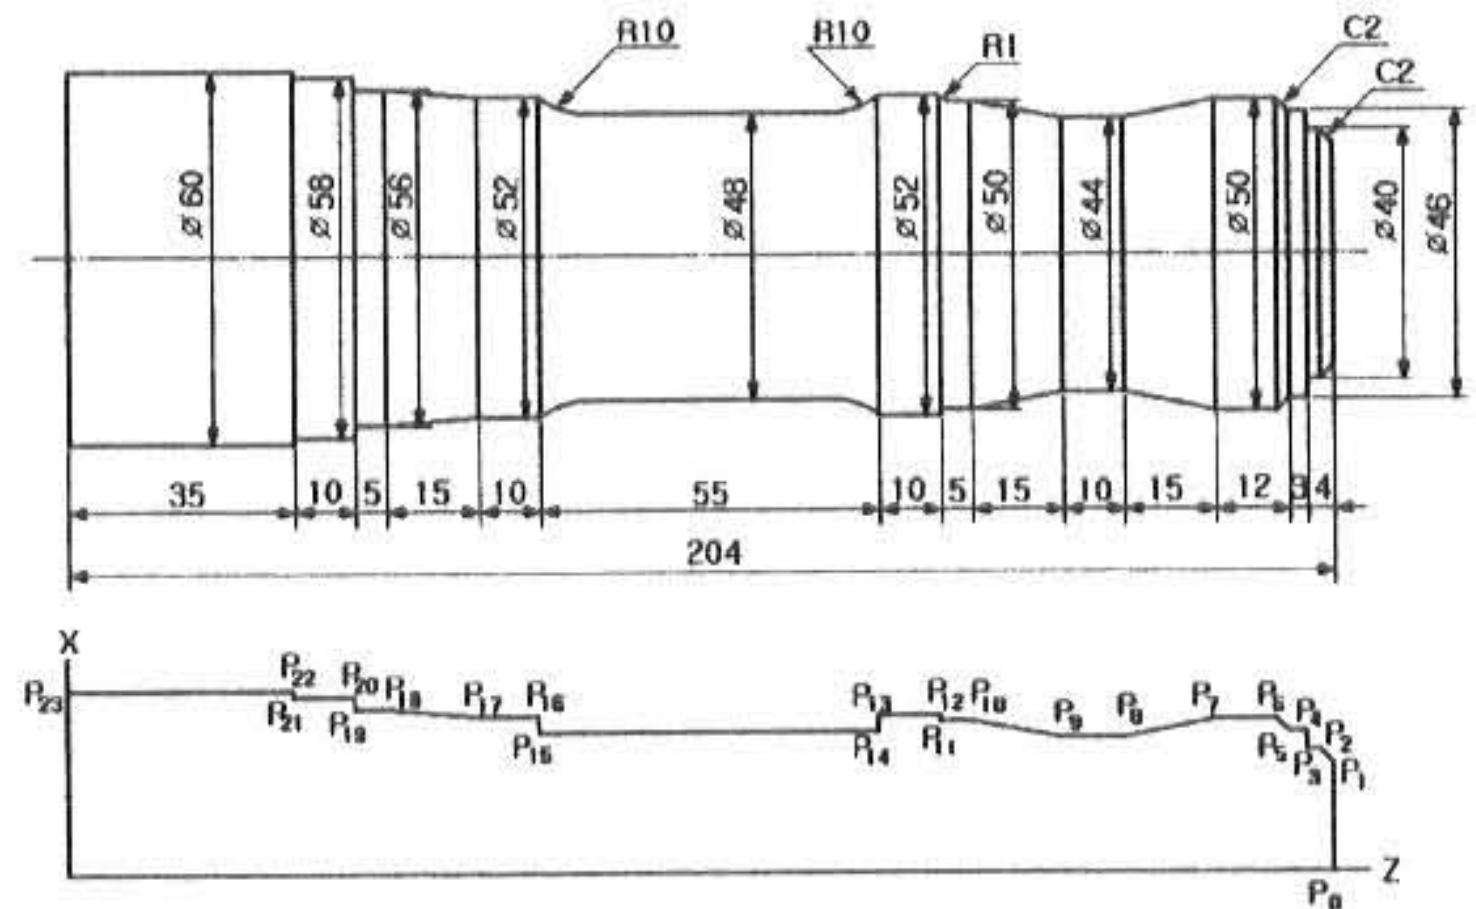 R10 R10 R1 C2
C2
ø60 ø58 ø56 ø52 ø48 ø52 ø50 ø44 ø50 ø40 ø46
35 10 5 15 10 55 10 5 15 10 15 12 3 4
204
X
P22 P20 P18 P17 P16 P13 P12 P10 P9 P8 P7 P6 P4 P2
P23 P21 P19 P15 P14 P11 P5 P3 P1
Z
P0